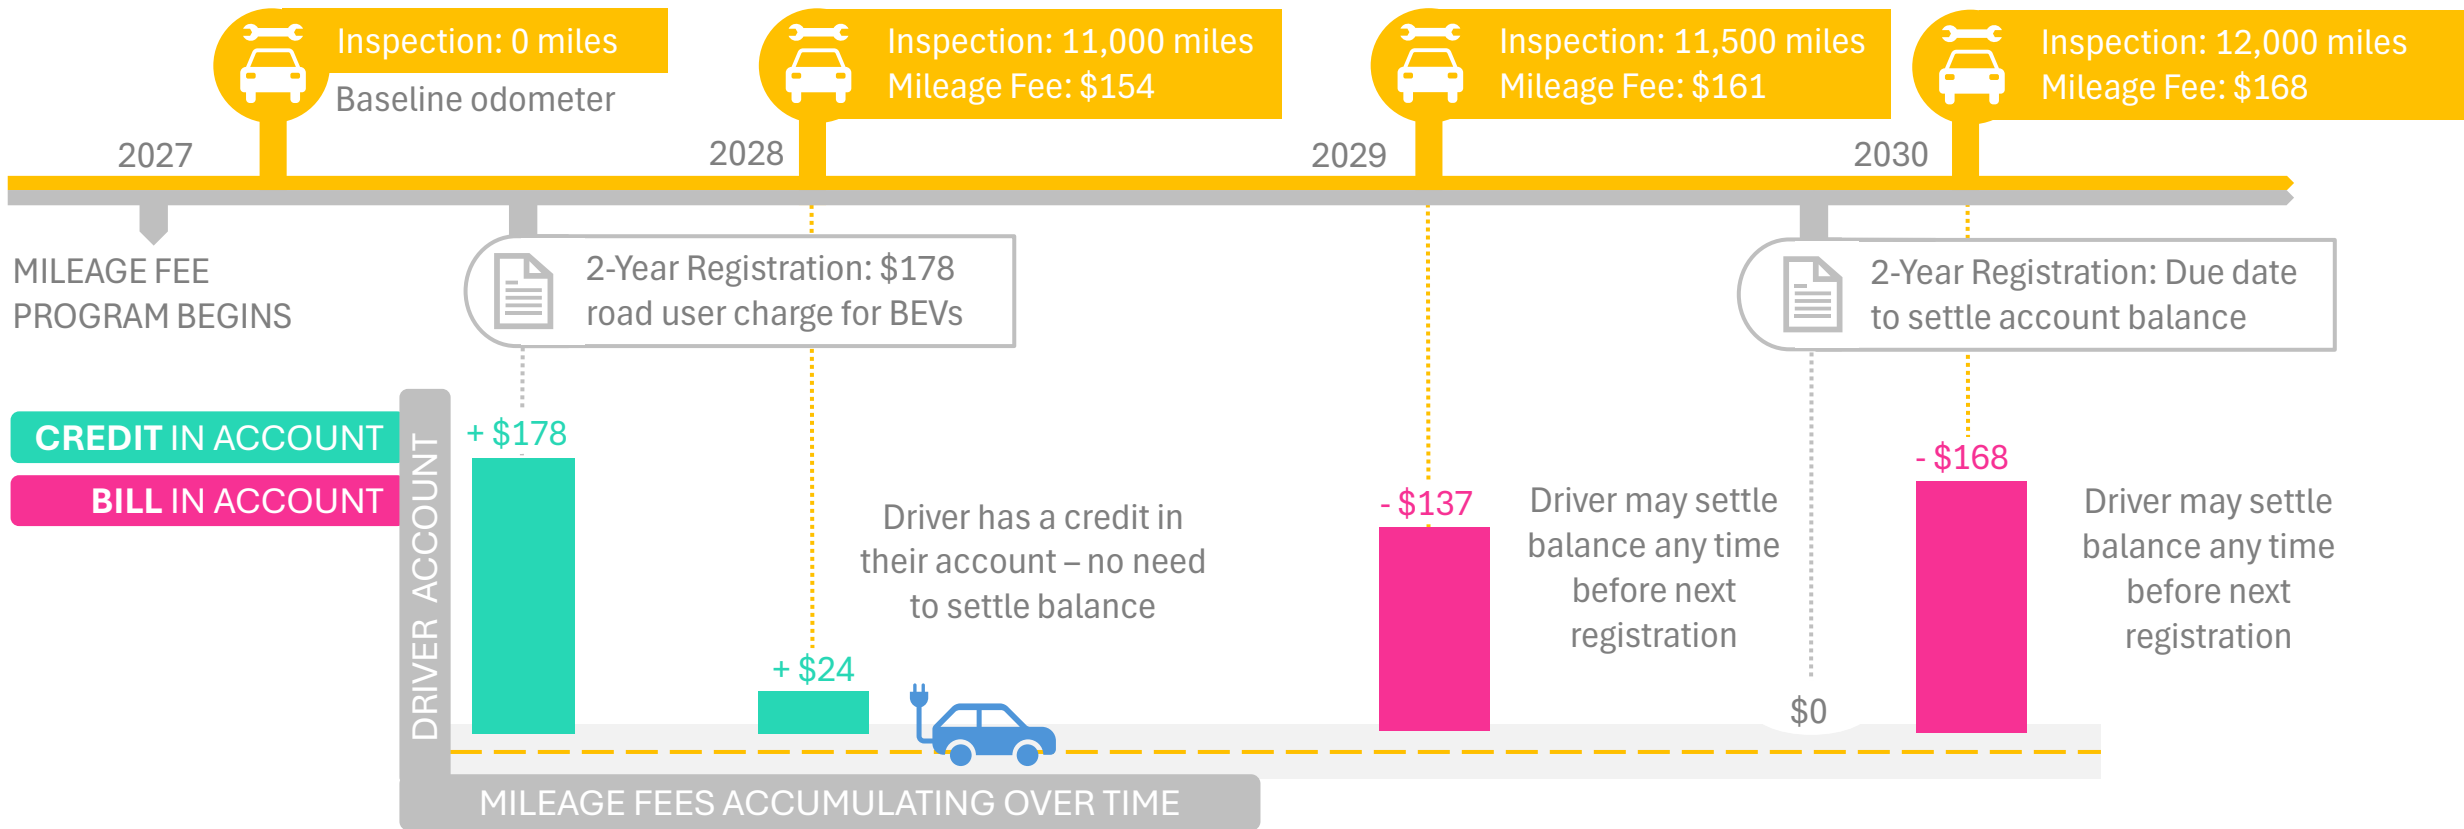 Inspection: 0 miles
Baseline odometer
Inspection: 11,000 miles
Mileage Fee: $154
Inspection: 11,500 miles
Mileage Fee: $161
Inspection: 12,000 miles
Mileage Fee: $168
2027
2028
2029
2030
MILEAGE FEE
PROGRAM BEGINS
2-Year Registration: $178
road user charge for BEVs
2-Year Registration: Due date
to settle account balance
CREDIT IN ACCOUNT
BILL IN ACCOUNT
DRIVER ACCOUNT
+ $178
+ $24
Driver has a credit in
their account – no need
to settle balance
- $137
Driver may settle
balance any time
before next
registration
$0
- $168
Driver may settle
balance any time
before next
registration
MILEAGE FEES ACCUMULATING OVER TIME